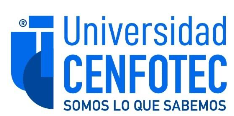 ® Universidad
CENFOTEC
SOMOS LO QUE SABEMOS